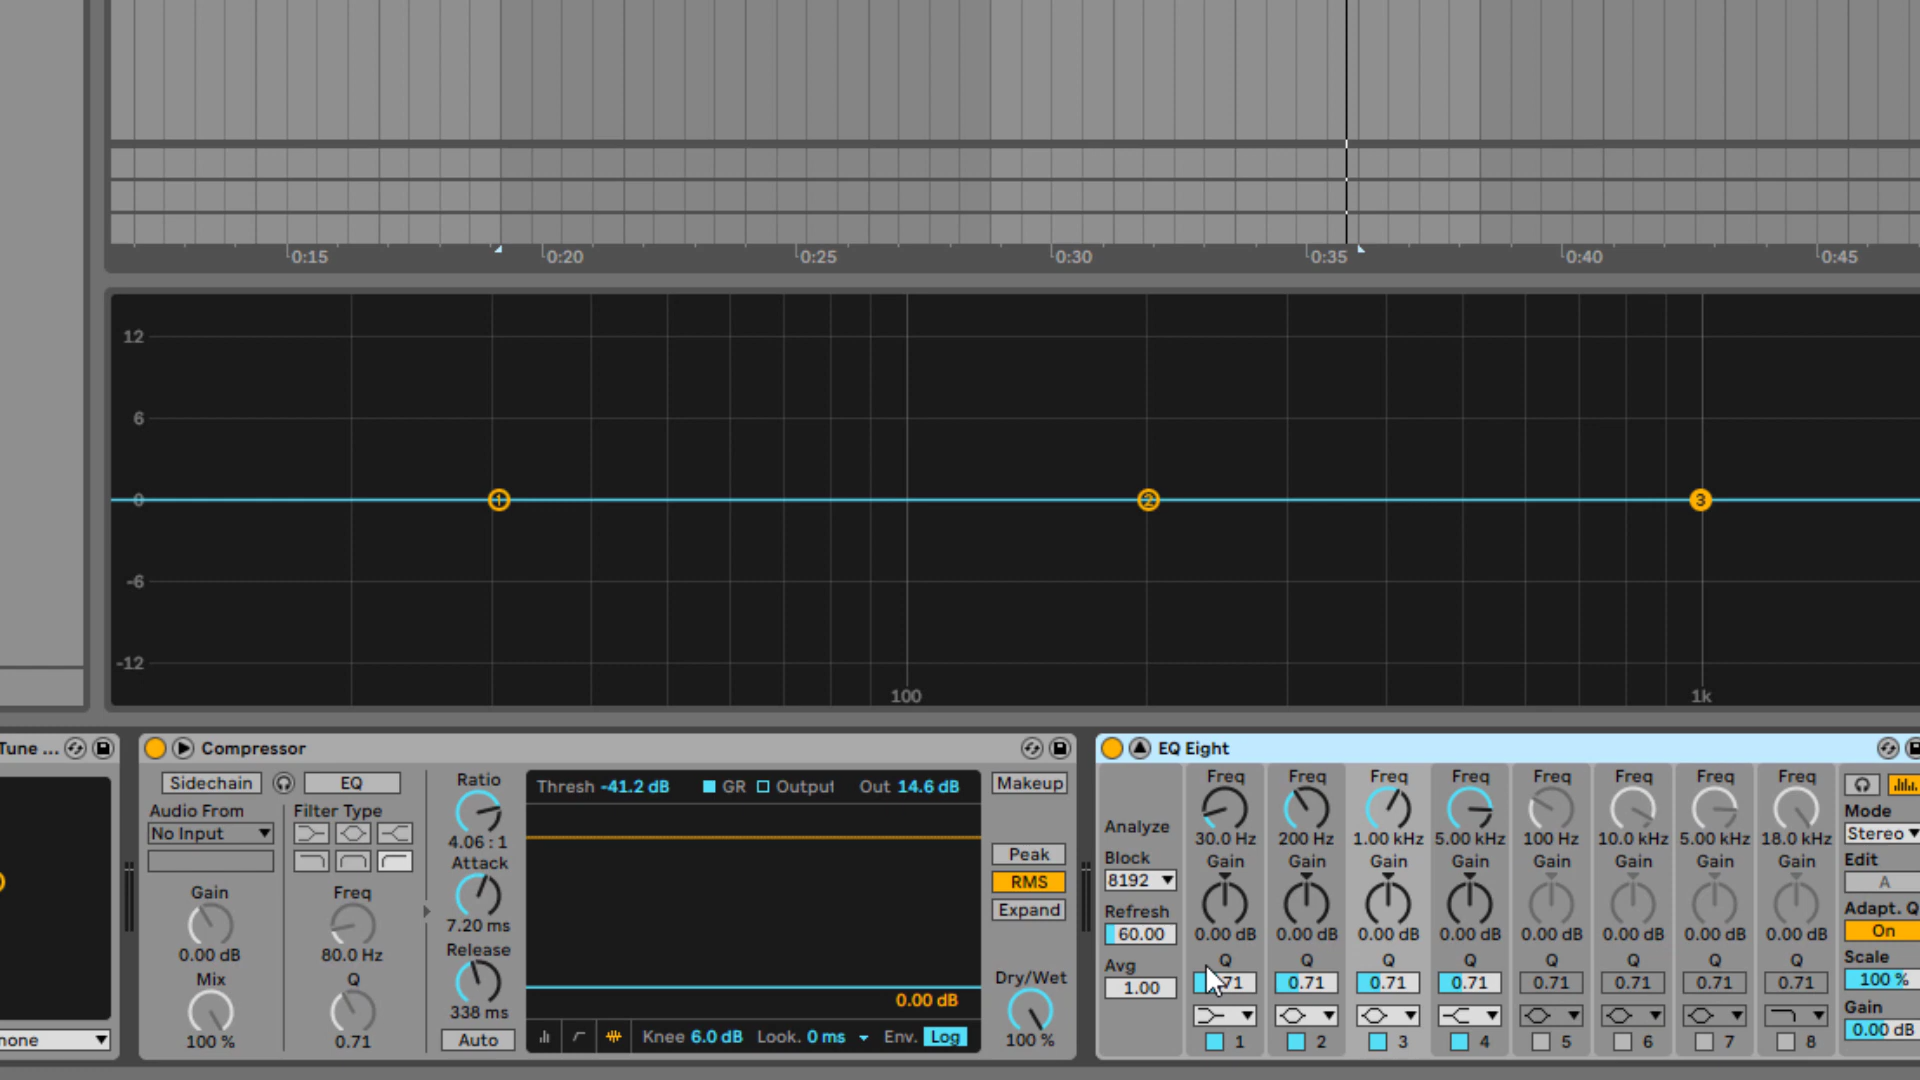 0:15 0:20 0:25 0:30 0:35 0:40 0:45
12
6
0 1 2 3
-6
-12
100 1k
Tune ...
none
Compressor
Sidechain EQ
Audio From Filter Type
No Input
Gain Freq
0.00 dB 80.0 Hz
Mix Q
100 % 0.71
Ratio
4.06 : 1
Attack
7.20 ms
Release
338 ms
Auto
Thresh -41.2 dB GR Output Out 14.6 dB
0.00 dB
Knee 6.0 dB Look. 0 ms Env. Log
Makeup
Peak
RMS
Expand
Dry/Wet
100 %
EQ Eight
Analyze
Block
8192
Refresh
60.00
Avg
1.00
Freq Freq Freq Freq Freq Freq Freq Freq
30.0 Hz 200 Hz 1.00 kHz 5.00 kHz 100 Hz 10.0 kHz 5.00 kHz 18.0 kHz
Gain Gain Gain Gain Gain Gain Gain Gain
0.00 dB 0.00 dB 0.00 dB 0.00 dB 0.00 dB 0.00 dB 0.00 dB 0.00 dB
Q Q Q Q Q Q Q Q
71 0.71 0.71 0.71 0.71 0.71 0.71 0.71
1 2 3 4 5 6 7 8
Mode
Stereo
Edit
A
Adapt. Q
On
Scale
100 %
Gain
0.00 dB